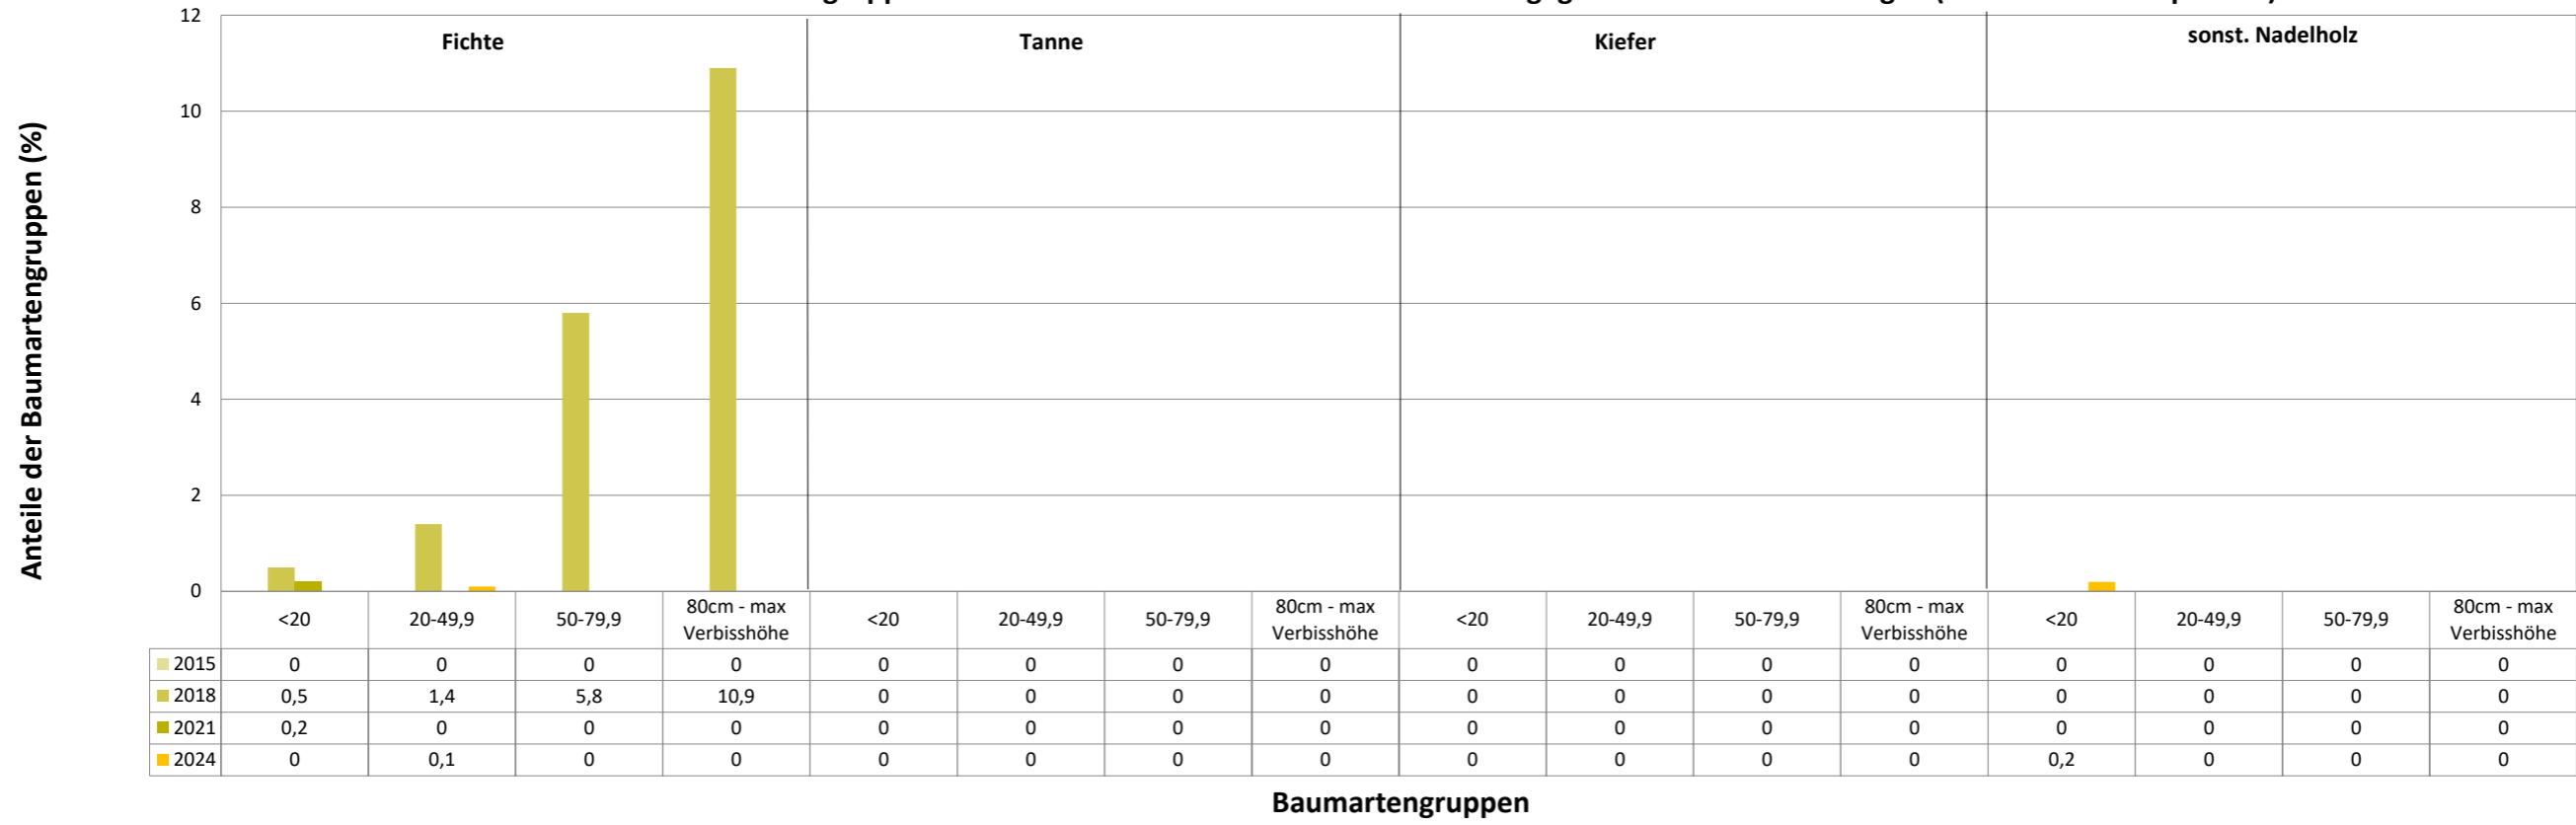 12
Fichte
Tanne
Kiefer
sonst. Nadelholz
10
8
6
4
2
0
Anteile der Baumartengruppen (%)
<20 20-49,9 50-79,9 80cm - max Verbisshöhe <20 20-49,9 50-79,9 80cm - max Verbisshöhe <20 20-49,9 50-79,9 80cm - max Verbisshöhe <20 20-49,9 50-79,9 80cm - max Verbisshöhe
2015 0 0 0 0 0 0 0 0 0 0 0 0 0 0 0 0
2018 0,5 1,4 5,8 10,9 0 0 0 0 0 0 0 0 0 0 0 0
2021 0,2 0 0 0 0 0 0 0 0 0 0 0 0 0 0 0
2024 0 0,1 0 0 0 0 0 0 0 0 0 0 0,2 0 0 0
Baumartengruppen